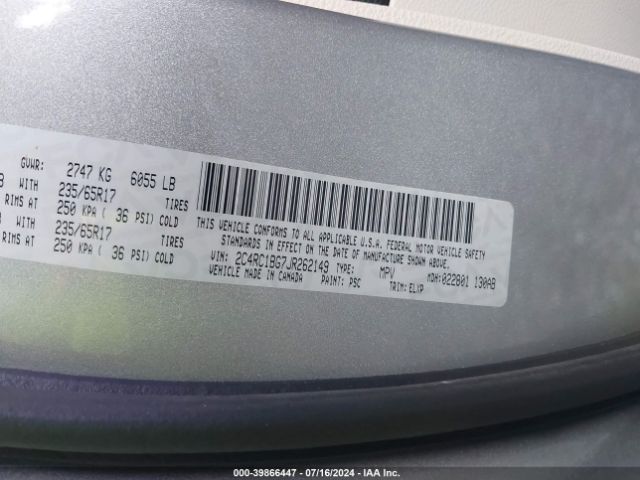 GVWR: 2747 KG 6055 LB
WITH 235/65R17 TIRES
RIMS AT 250 KPA ( 36 PSI) COLD
WITH 235/65R17 TIRES
RIMS AT 250 KPA ( 36 PSI) COLD
THIS VEHICLE CONFORMS TO ALL APPLICABLE U.S.A. FEDERAL MOTOR VEHICLE SAFETY
STANDARDS IN EFFECT ON THE DATE OF MANUFACTURE SHOWN ABOVE.
VIN: 2C4RC1BG7JR262149 TYPE: MPV MDH:022801 130AB
VEHICLE MADE IN CANADA PAINT: PSC TRIM: ELXP
000-39866447 / 07/16/2024 / IAA Inc.